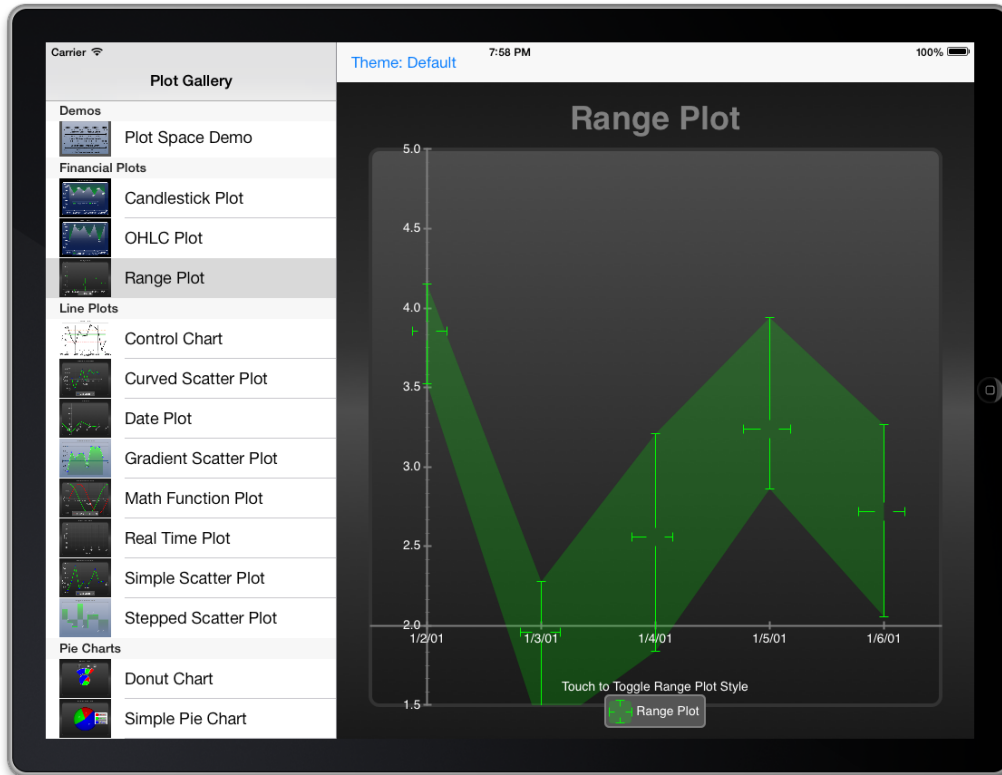 Carrier
7:58 PM
100%
Plot Gallery
Theme: Default
Demos
Plot Space Demo
Financial Plots
Candlestick Plot
OHLC Plot
Range Plot
Line Plots
Control Chart
Curved Scatter Plot
Date Plot
Gradient Scatter Plot
Math Function Plot
Real Time Plot
Simple Scatter Plot
Stepped Scatter Plot
Pie Charts
Donut Chart
Simple Pie Chart
Range Plot
5.0
4.5
4.0
3.5
3.0
2.5
2.0
1.5
1/2/01 1/3/01 1/4/01 1/5/01 1/6/01
Touch to Toggle Range Plot Style
Range Plot